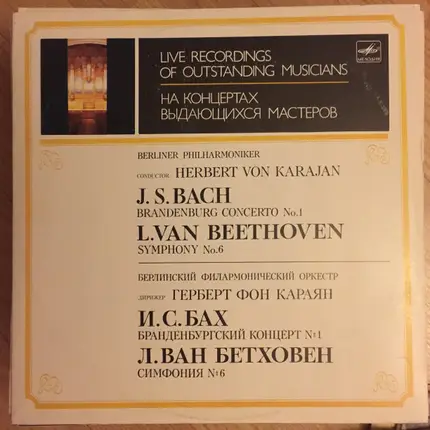 LIVE RECORDINGS
OF OUTSTANDING MUSICIANS
НА КОНЦЕРТАХ
ВЫДАЮЩИХСЯ МАСТЕРОВ
BERLINER PHILHARMONIKER
CONDUCTOR HERBERT VON KARAJAN
J. S. BACH
BRANDENBURG CONCERTO No.1
L. VAN BEETHOVEN
SYMPHONY No.6
БЕРЛИНСКИЙ ФИЛАРМОНИЧЕСКИЙ ОРКЕСТР
ДИРИЖЕР ГЕРБЕРТ ФОН КАРАЯН
И. С. БАХ
БРАНДЕНБУРГСКИЙ КОНЦЕРТ №1
Л. ВАН БЕТХОВЕН
СИМФОНИЯ №6